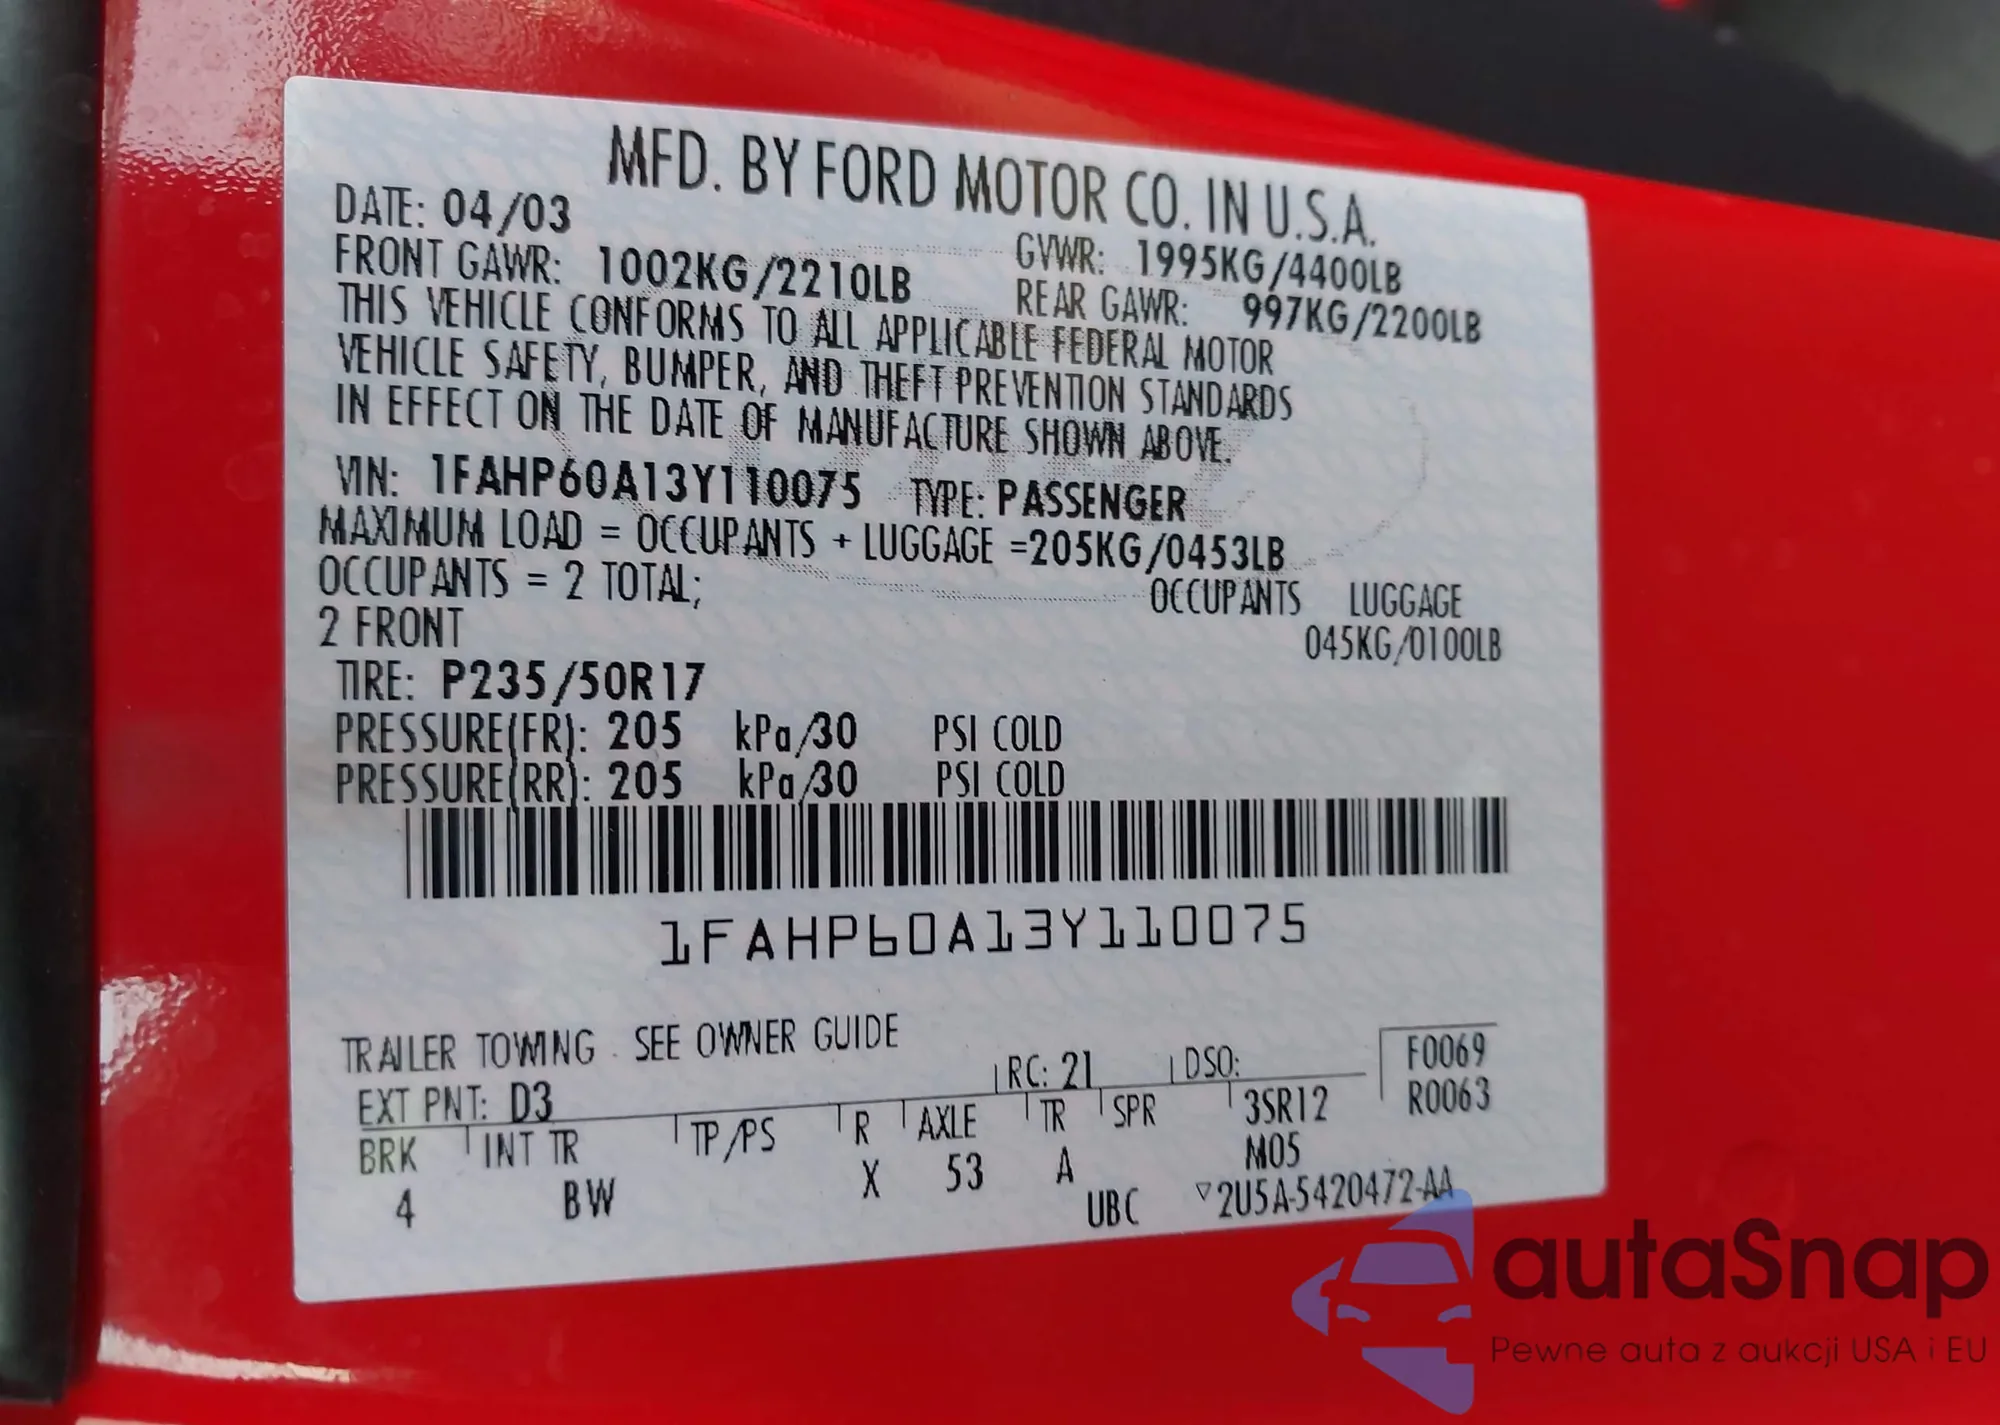 MFD. BY FORD MOTOR CO. IN U.S.A.
DATE: 04/03
GVWR: 1995KG/4400LB
FRONT GAWR: 1002KG/2210LB
REAR GAWR: 997KG/2200LB
THIS VEHICLE CONFORMS TO ALL APPLICABLE FEDERAL MOTOR
VEHICLE SAFETY, BUMPER, AND THEFT PREVENTION STANDARDS
IN EFFECT ON THE DATE OF MANUFACTURE SHOWN ABOVE.
VIN: 1FAHP60A13Y110075 TYPE: PASSENGER
MAXIMUM LOAD = OCCUPANTS + LUGGAGE =205KG/0453LB
OCCUPANTS = 2 TOTAL; OCCUPANTS LUGGAGE
2 FRONT 045KG/0100LB
TIRE: P235/50R17
PRESSURE(FR): 205 kPa/30 PSI COLD
PRESSURE(RR): 205 kPa/30 PSI COLD
1FAHP60A13Y110075
TRAILER TOWING - SEE OWNER GUIDE
EXT PNT: D3 RC: 21 DSO: F0069
BRK INT TR TP/PS R AXLE TR SPR 3SR12 R0063
4 BW X 53 A M05
UBC ▽2U5A-5420472-AA
autaSnap
Pewne auta z aukcji USA i EU